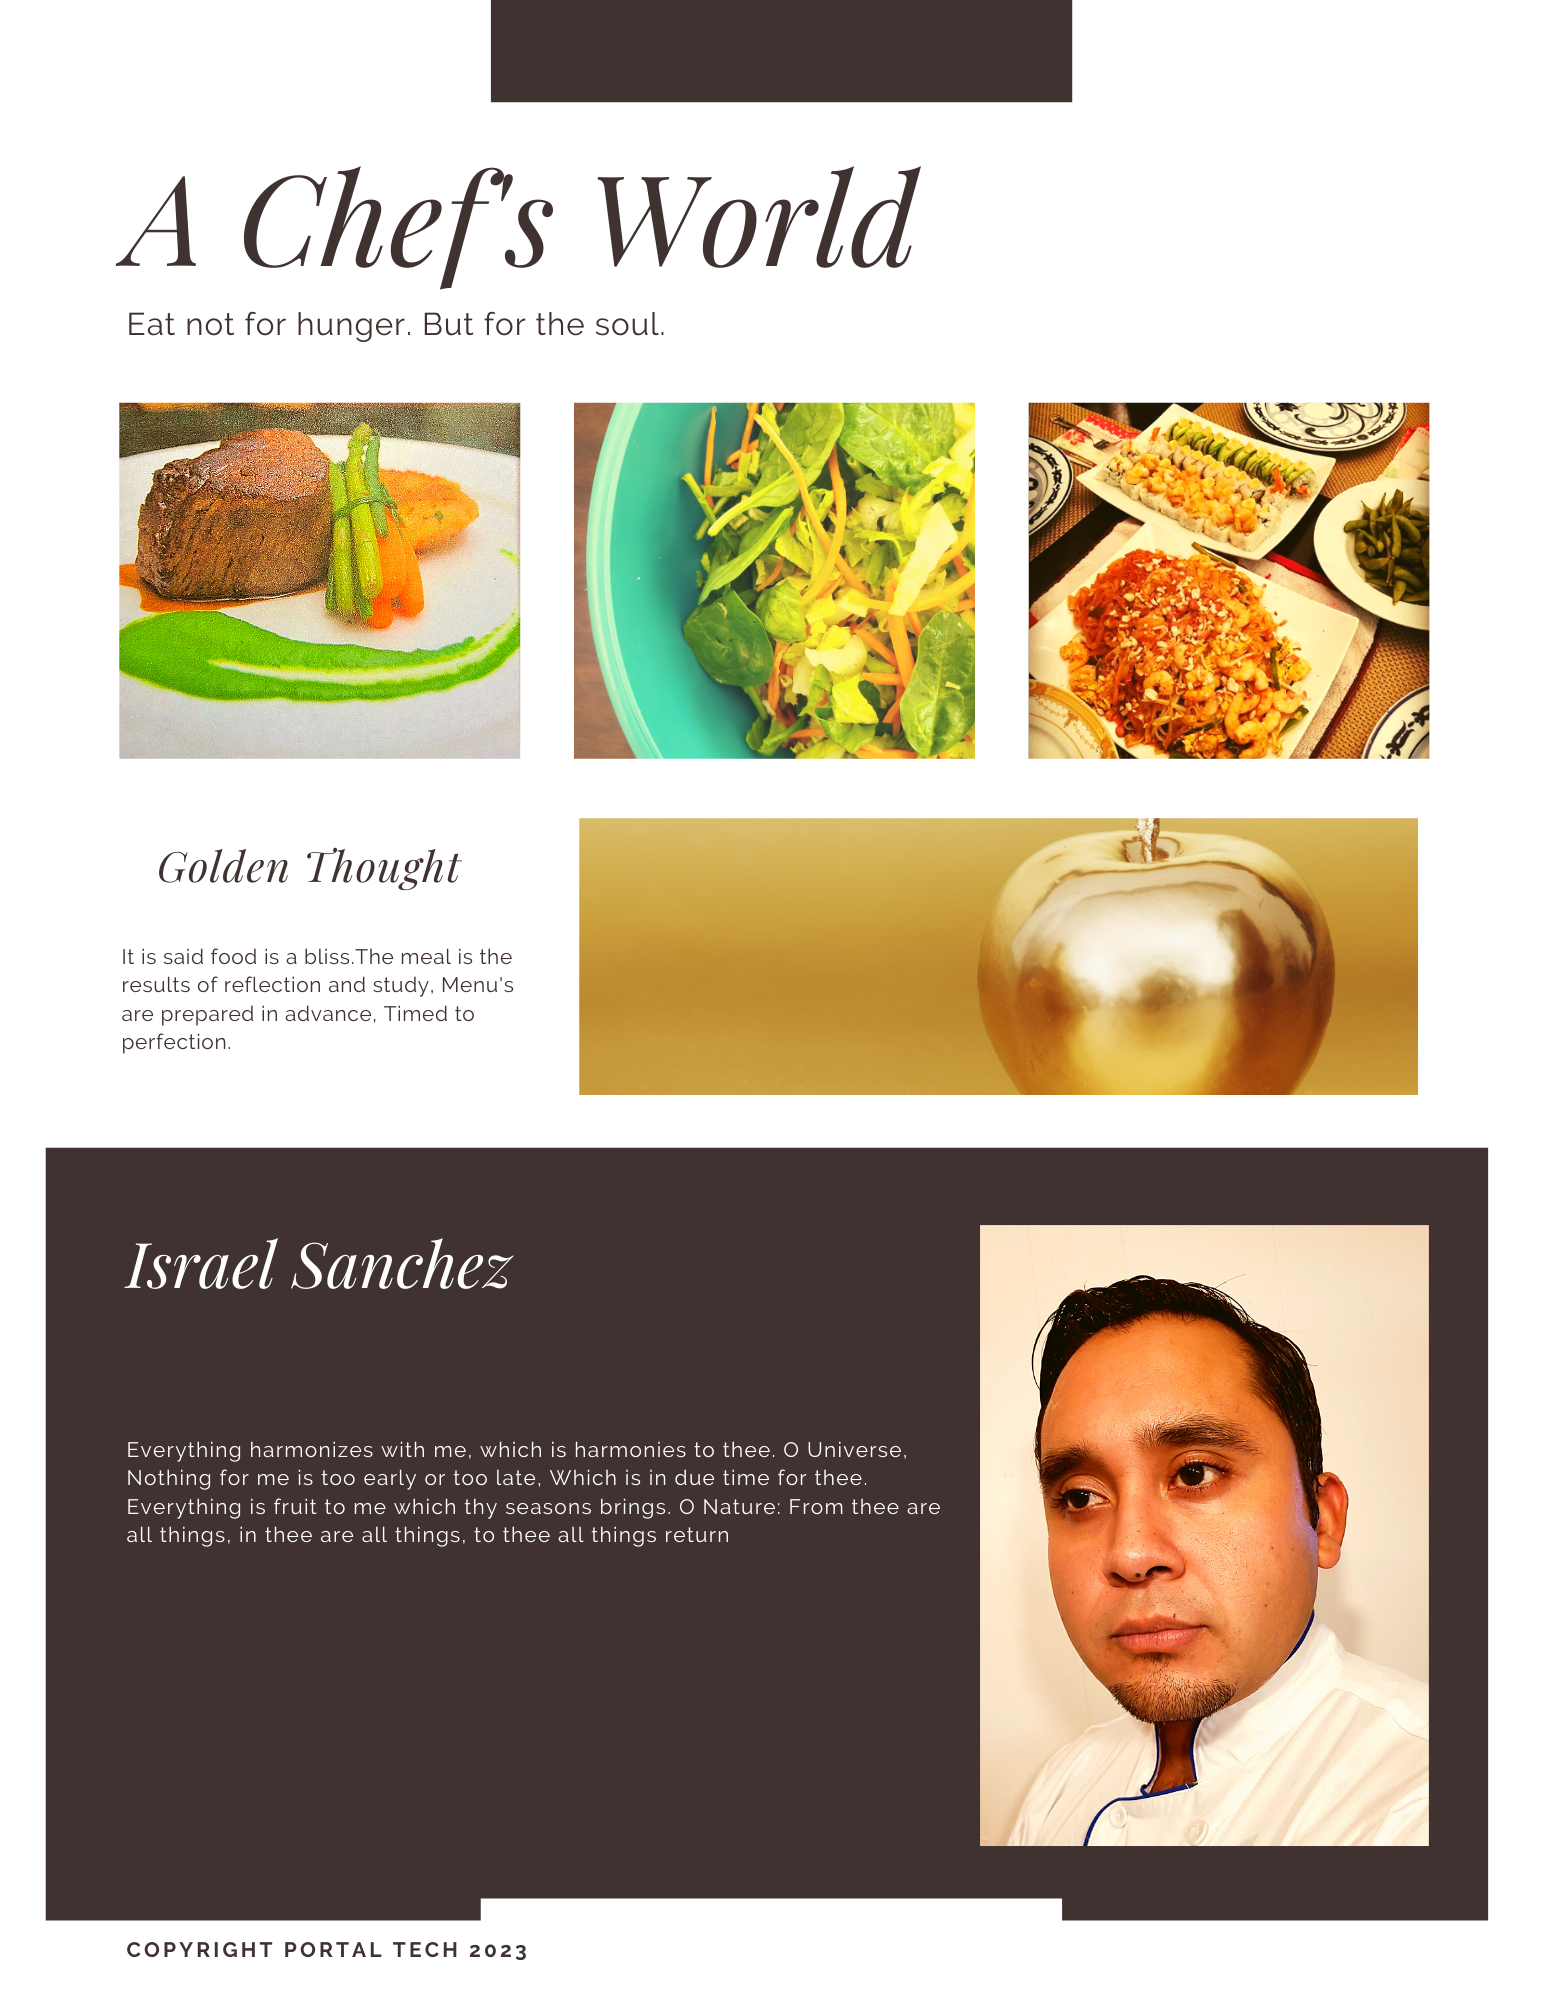 A Chef's World
Eat not for hunger. But for the soul.
Golden Thought
It is said food is a bliss.The meal is the
results of reflection and study, Menu's
are prepared in advance, Timed to
perfection.
Israel Sanchez
Everything harmonizes with me, which is harmonies to thee. O Universe,
Nothing for me is too early or too late, Which is in due time for thee.
Everything is fruit to me which thy seasons brings. O Nature: From thee are
all things, in thee are all things, to thee all things return
COPYRIGHT PORTAL TECH 2023